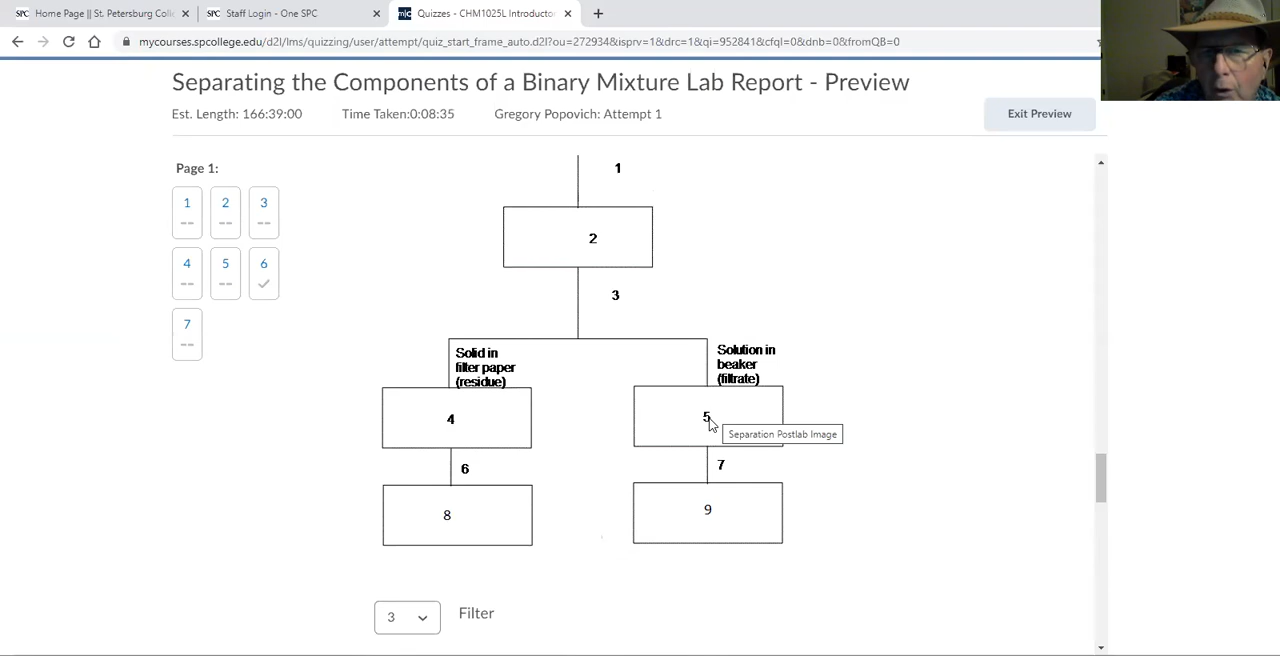 Home Page || St. Petersburg Colle
Staff Login - One SPC
Quizzes - CHM1025L Introductor
mycourses.spcollege.edu/d2l/lms/quizzing/user/attempt/quiz_start_frame_auto.d2l?ou=272934&isprv=1&drc=1&qi=952841&cfql=0&dnb=0&fromQB=0
Separating the Components of a Binary Mixture Lab Report - Preview
Est. Length: 166:39:00 Time Taken:0:08:35 Gregory Popovich: Attempt 1
Exit Preview
Page 1:
1 2 3
-- -- --
4 5 6
-- --
7
--
1
2
3
Solid in
filter paper
(residue)
Solution in
beaker
(filtrate)
4
5
Separation Postlab Image
6
7
8
9
3 Filter